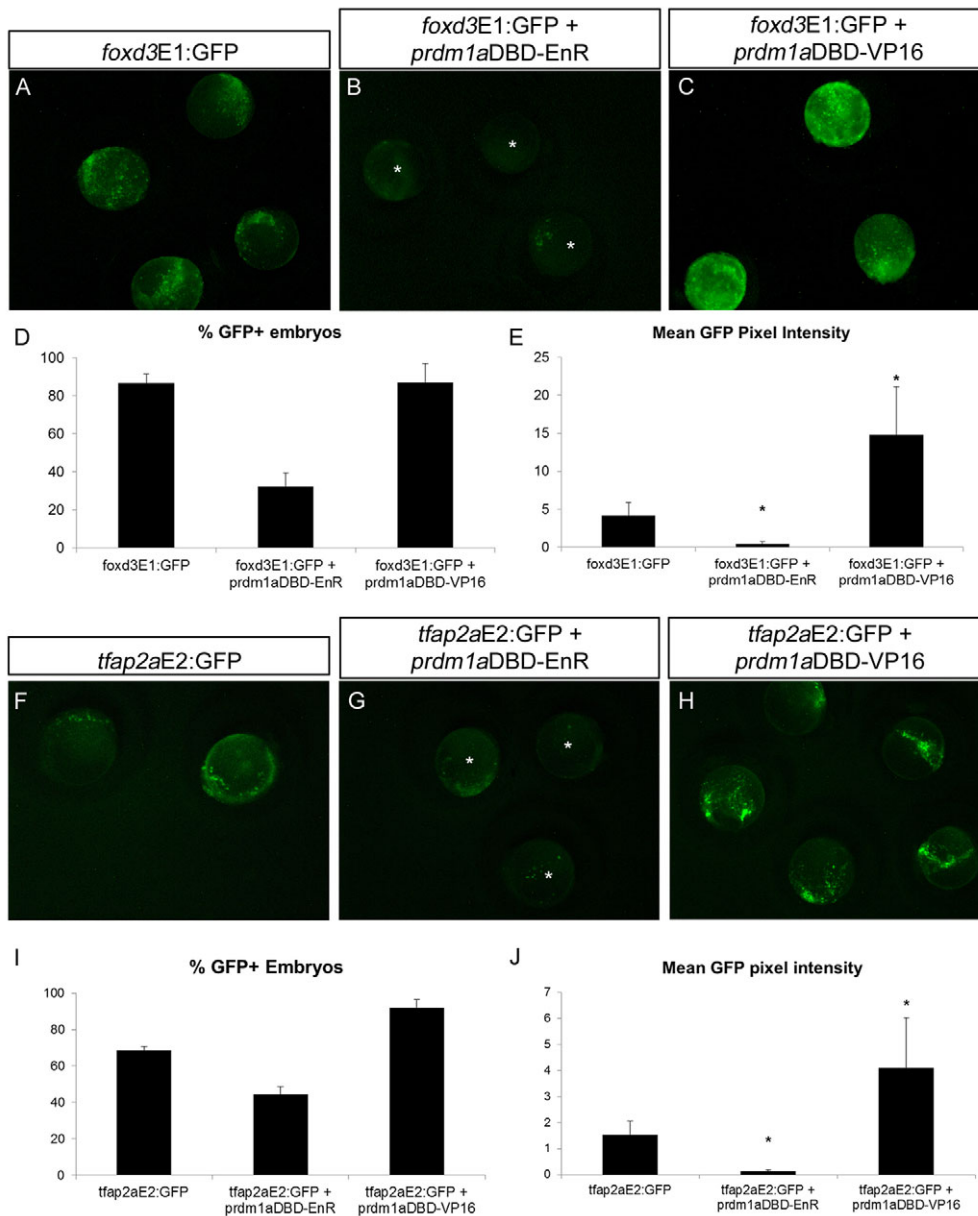 foxd3E1:GFP
foxd3E1:GFP +
prdm1aDBD-EnR
foxd3E1:GFP +
prdm1aDBD-VP16
A
B
C
*
*
*
D
% GFP+ embryos
100
80
60
40
20
0
foxd3E1:GFP
foxd3E1:GFP +
prdm1aDBD-EnR
foxd3E1:GFP +
prdm1aDBD-VP16
E
Mean GFP Pixel Intensity
25
20
15
10
5
0
*
*
foxd3E1:GFP
foxd3E1:GFP +
prdm1aDBD-EnR
foxd3E1:GFP +
prdm1aDBD-VP16
tfap2aE2:GFP
tfap2aE2:GFP +
prdm1aDBD-EnR
tfap2aE2:GFP +
prdm1aDBD-VP16
F
G
H
*
*
*
I
% GFP+ Embryos
100
80
60
40
20
0
tfap2aE2:GFP
tfap2aE2:GFP +
prdm1aDBD-EnR
tfap2aE2:GFP +
prdm1aDBD-VP16
J
Mean GFP pixel intensity
7
6
5
4
3
2
1
0
*
*
tfap2aE2:GFP
tfap2aE2:GFP +
prdm1aDBD-EnR
tfap2aE2:GFP +
prdm1aDBD-VP16